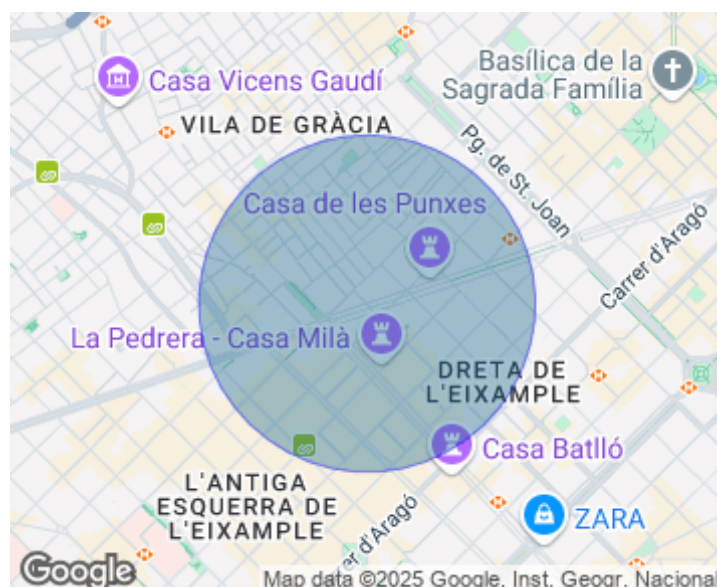 Casa Vicens Gaudí
Basílica de la
Sagrada Família
VILA DE GRÀCIA
Pg. de St. Joan
Casa de les Punxes
Carrer d'Aragó
La Pedrera - Casa Milà
DRETA DE
L'EIXAMPLE
Casa Batlló
L'ANTIGA
ESQUERRA DE
L'EIXAMPLE
ZARA
Carrer d'Aragó
Google
Map data ©2025 Google, Inst. Geogr. Nacional